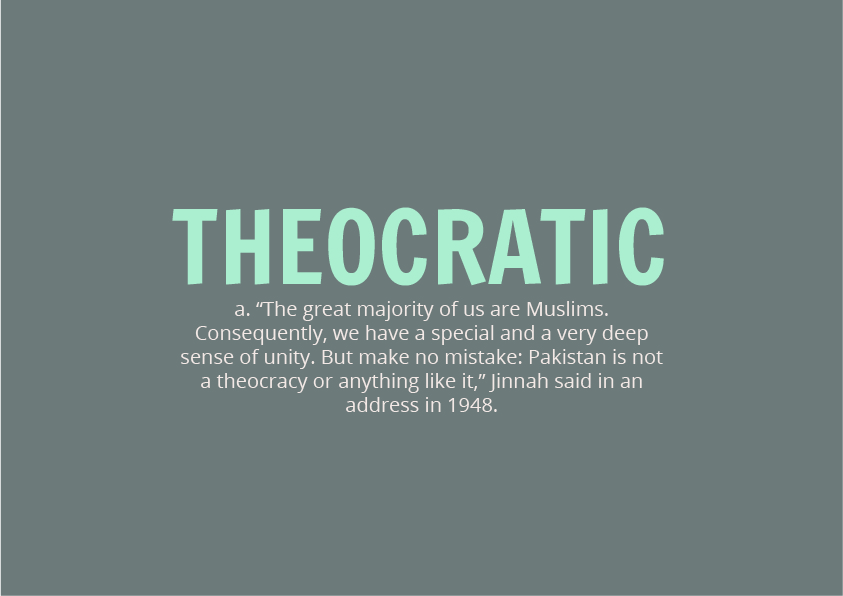 THEOCRATIC
a. “The great majority of us are Muslims.
Consequently, we have a special and a very deep
sense of unity. But make no mistake: Pakistan is not
a theocracy or anything like it,” Jinnah said in an
address in 1948.